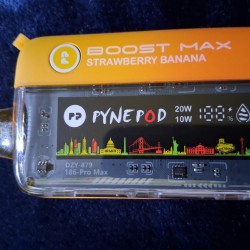 BOOST MAX
STRAWBERRY BANANA
PYNEPOD
20W
10W
188%
DZY-879
186-Pro Max